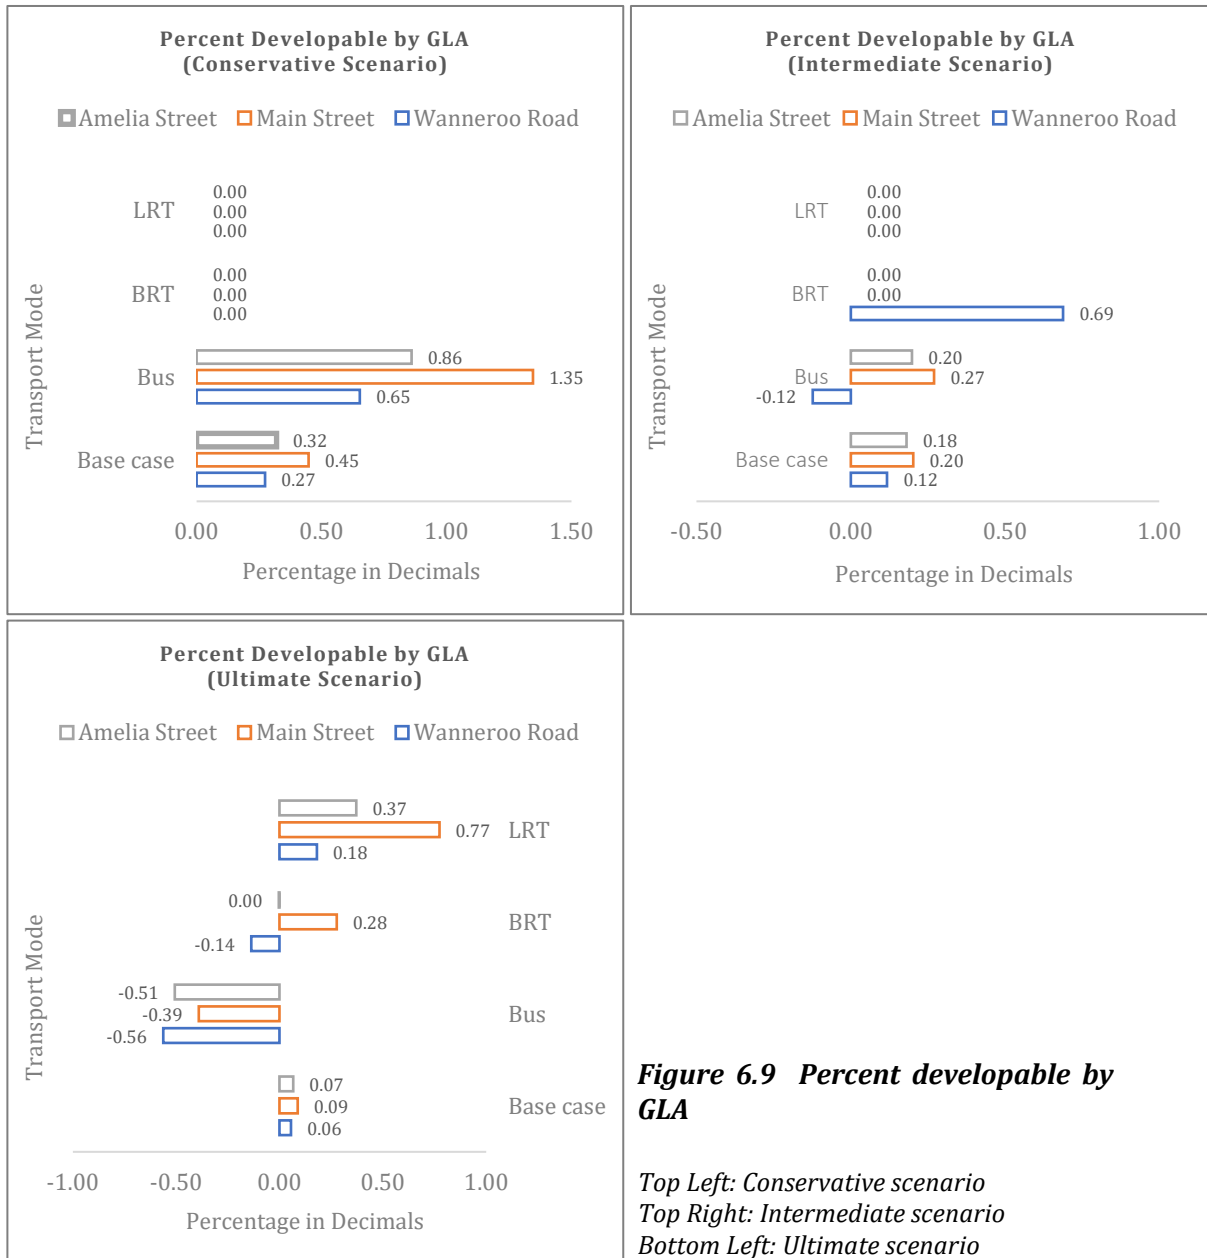 Percent Developable by GLA
(Conservative Scenario)
Amelia Street Main Street Wanneroo Road
Transport Mode
LRT
0.00
0.00
0.00
BRT
0.00
0.00
0.00
Bus
0.86
1.35
0.65
Base case
0.32
0.45
0.27
0.00 0.50 1.00 1.50
Percentage in Decimals
Percent Developable by GLA
(Intermediate Scenario)
Amelia Street Main Street Wanneroo Road
Transport Mode
LRT
0.00
0.00
0.00
BRT
0.00
0.00
0.69
Bus
0.20
0.27
-0.12
Base case
0.18
0.20
0.12
-0.50 0.00 0.50 1.00
Percentage in Decimals
Percent Developable by GLA
(Ultimate Scenario)
Amelia Street Main Street Wanneroo Road
Transport Mode
0.37
0.77
0.18
LRT
0.00
0.28
-0.14
BRT
-0.51
-0.39
-0.56
Bus
0.07
0.09
0.06
Base case
-1.00 -0.50 0.00 0.50 1.00
Percentage in Decimals
Figure 6.9 Percent developable by
GLA
Top Left: Conservative scenario
Top Right: Intermediate scenario
Bottom Left: Ultimate scenario